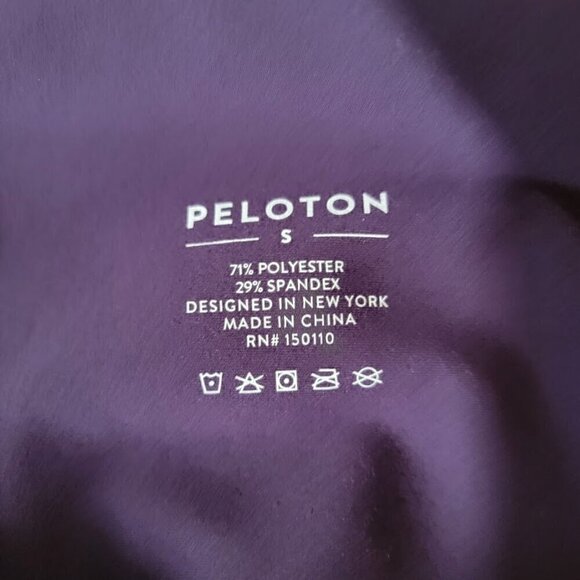 PELOTON
S
71% POLYESTER
29% SPANDEX
DESIGNED IN NEW YORK
MADE IN CHINA
RN# 150110